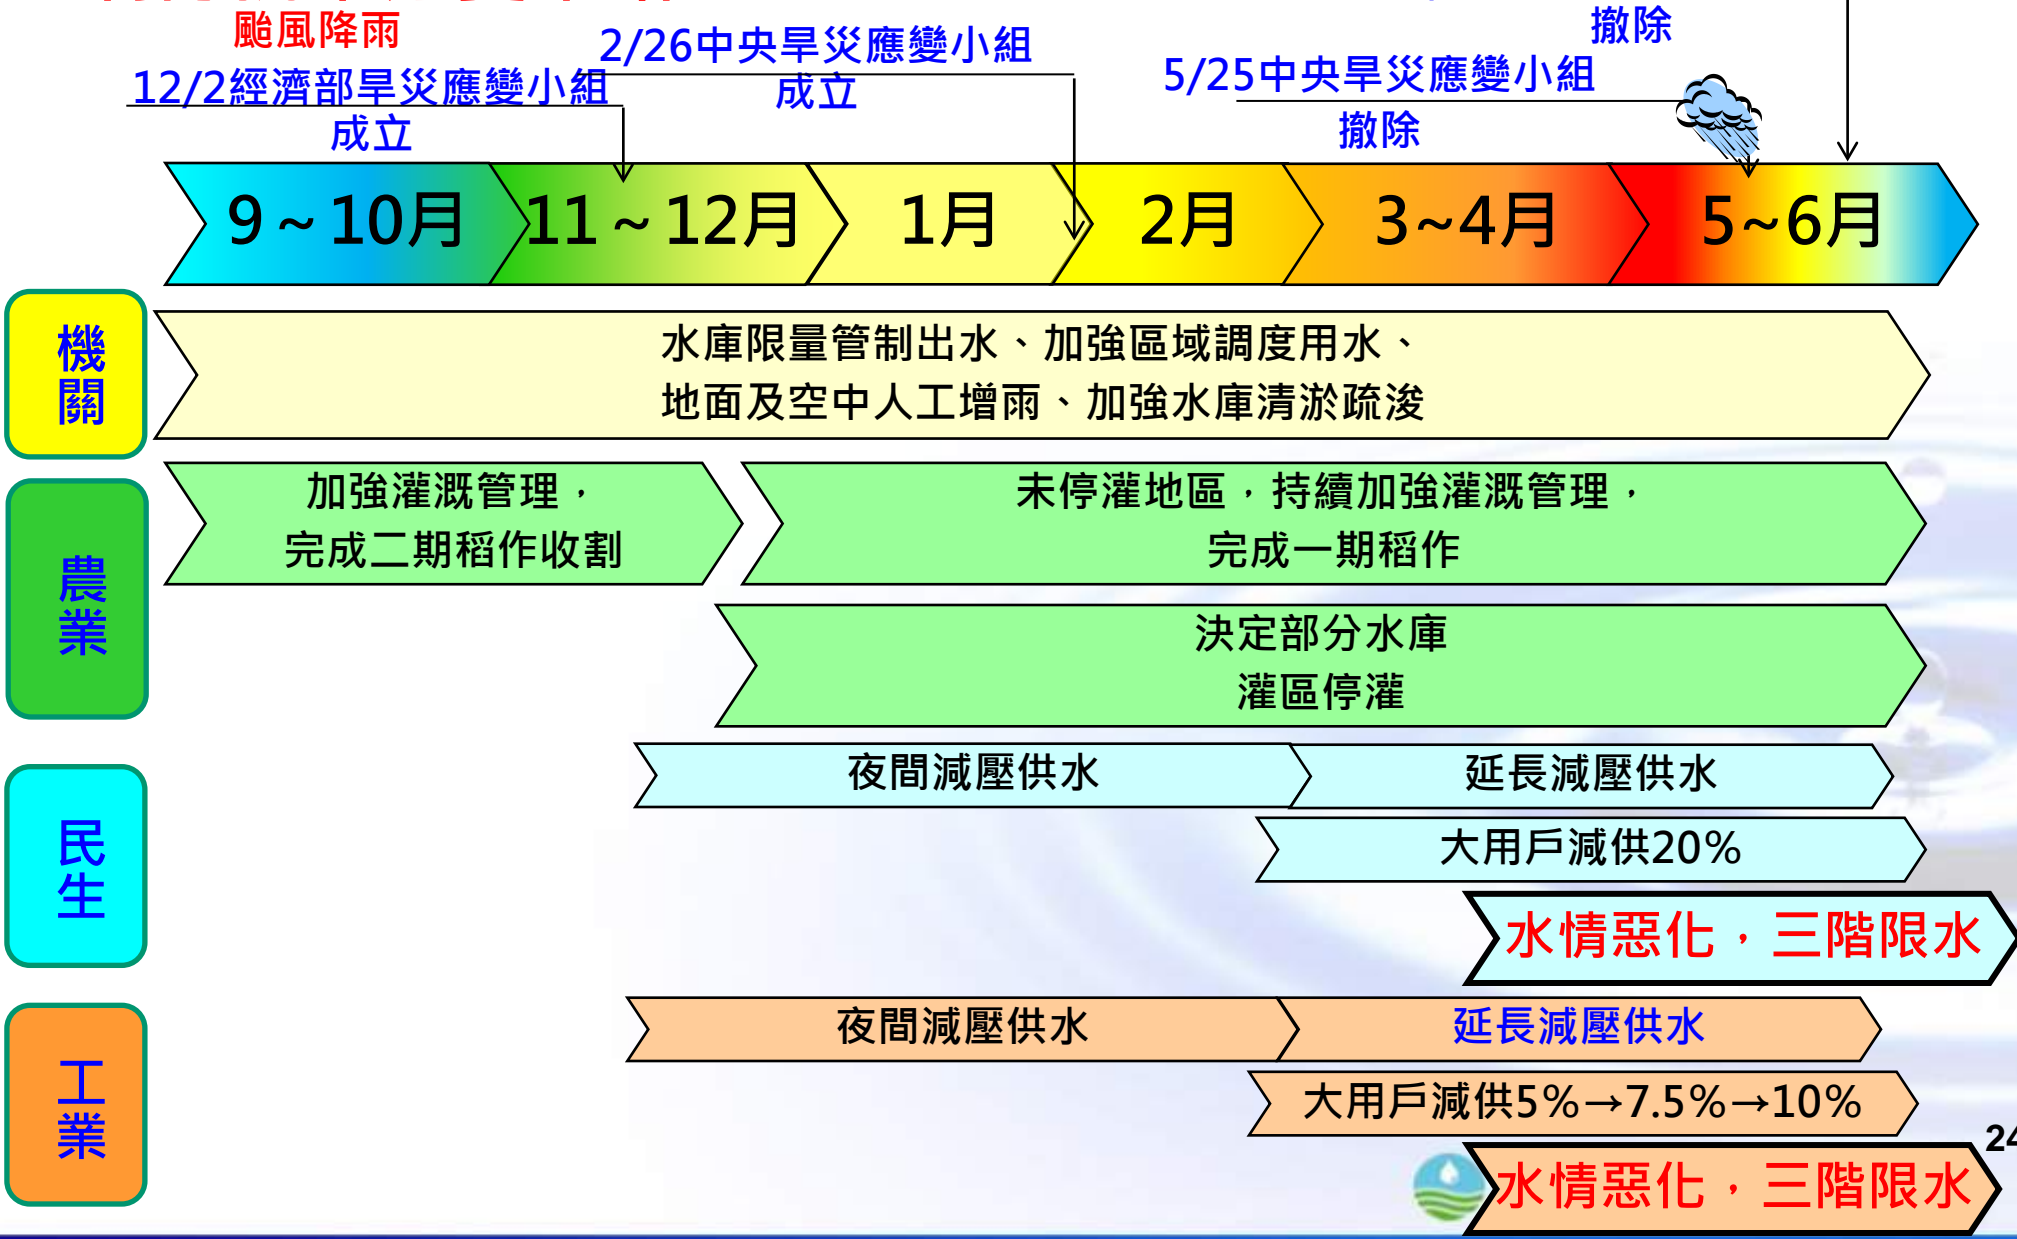 颱風降雨
12/2經濟部旱災應變小組
成立
2/26中央旱災應變小組
成立
5/25中央旱災應變小組
撤除
撤除
9～10月
11～12月
1月
2月
3~4月
5~6月
機關
水庫限量管制出水、加強區域調度用水、
地面及空中人工增雨、加強水庫清淤疏浚
農業
加強灌溉管理，
完成二期稻作收割
未停灌地區，持續加強灌溉管理，
完成一期稻作
決定部分水庫
灌區停灌
民生
夜間減壓供水
延長減壓供水
大用戶減供20%
水情惡化，三階限水
工業
夜間減壓供水
延長減壓供水
大用戶減供5%→7.5%→10%
水情惡化，三階限水
24